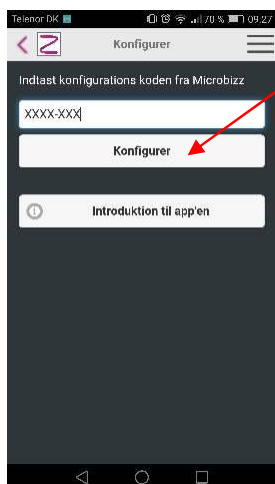 Telenor DK 70 % 09.27
Konfigurer
Indtast konfigurations koden fra Microbizz
XXXX-XXX
Konfigurer
Introduktion til app'en